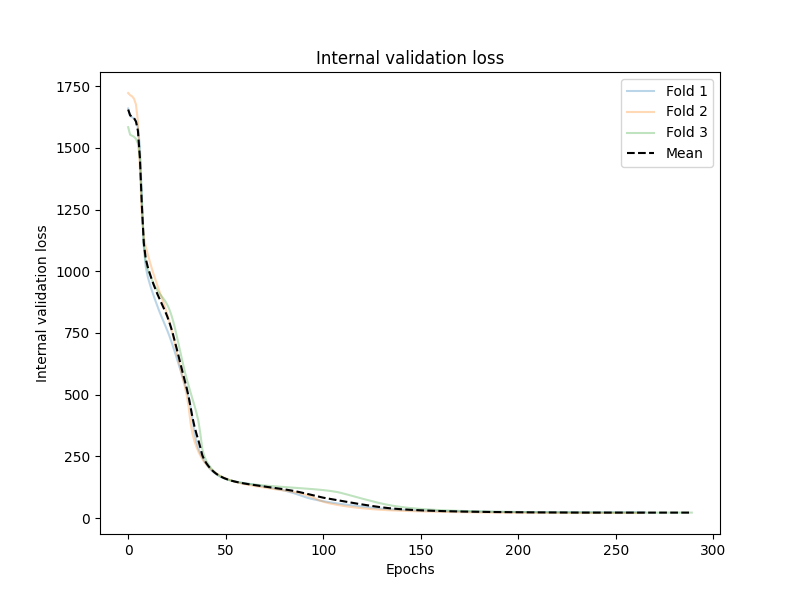 Internal validation loss
Fold 1
Fold 2
Fold 3
Mean
Internal validation loss
1750
1500
1250
1000
750
500
250
0
0 50 100 150 200 250 300
Epochs